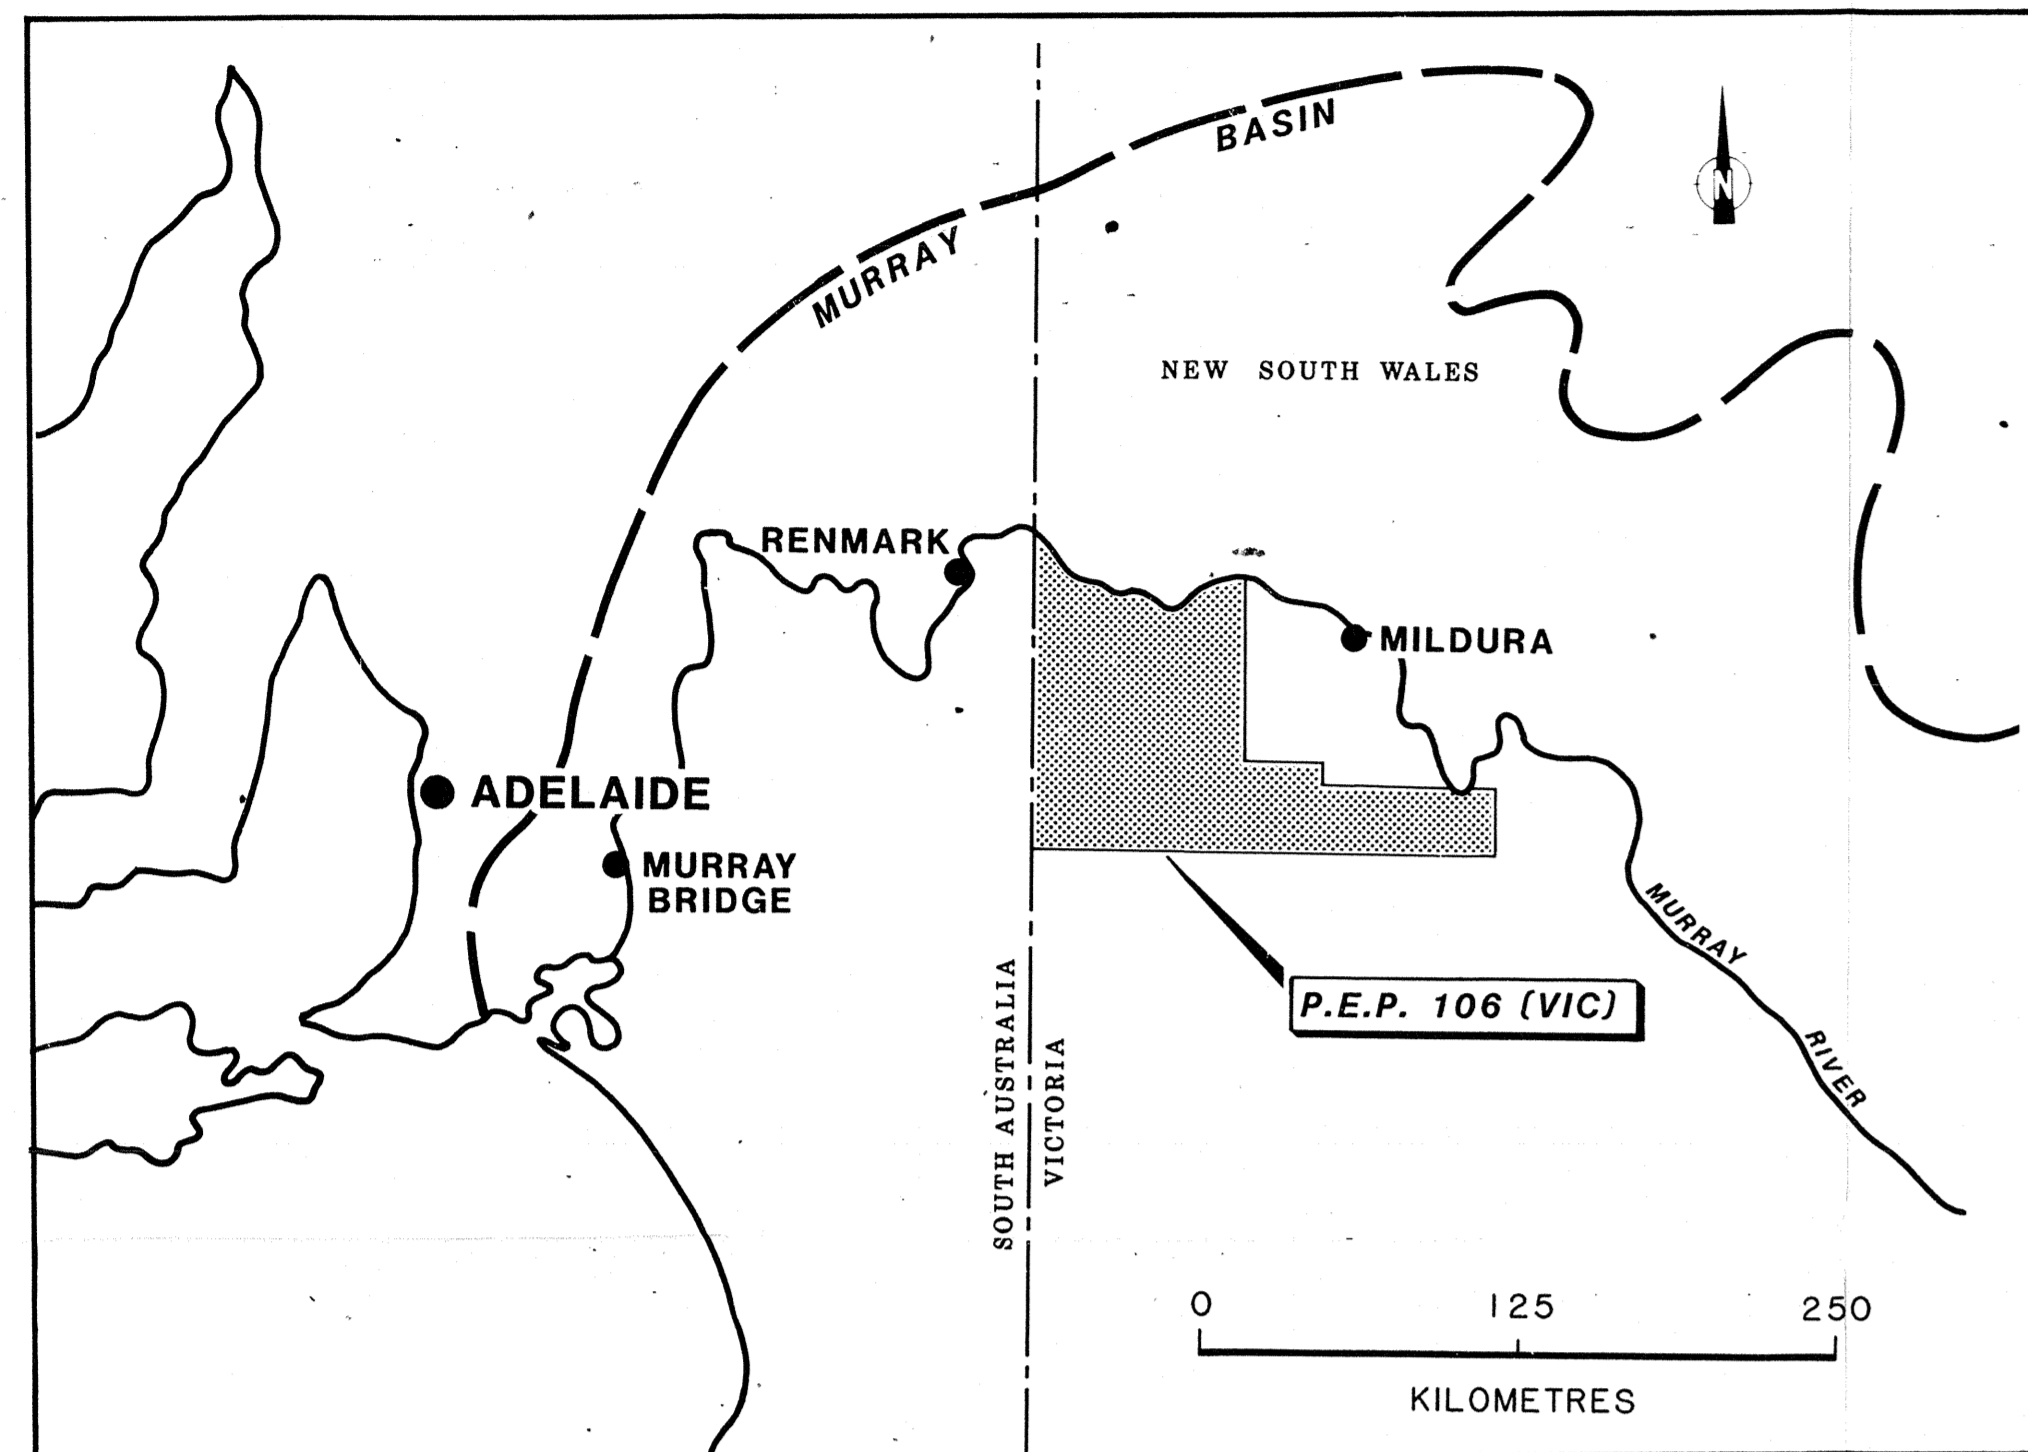 BASIN
N
MURRAY
NEW SOUTH WALES
RENMARK
MILDURA
ADELAIDE
MURRAY
BRIDGE
MURRAY
P.E.P. 106 (VIC)
SOUTH AUSTRALIA
VICTORIA
RIVER
0 125 250
KILOMETRES